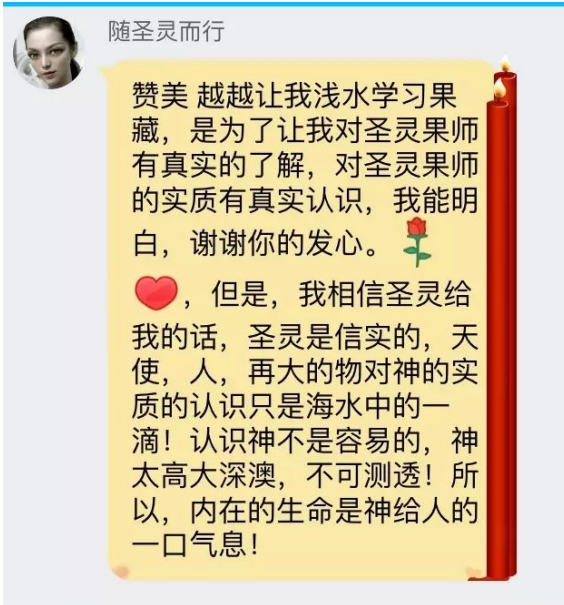 随圣灵而行
赞美 越越让我浅水学习果
藏，是为了让我对圣灵果师
有真实的了解，对圣灵果师
的实质有真实认识，我能明
白，谢谢你的发心。
，但是，我相信圣灵给
我的话，圣灵是信实的，天
使，人，再大的物对神的实
质的认识只是海水中的一
滴！认识神不是容易的，神
太高大深澳，不可测透！所
以，内在的生命是神给人的
一口气息！